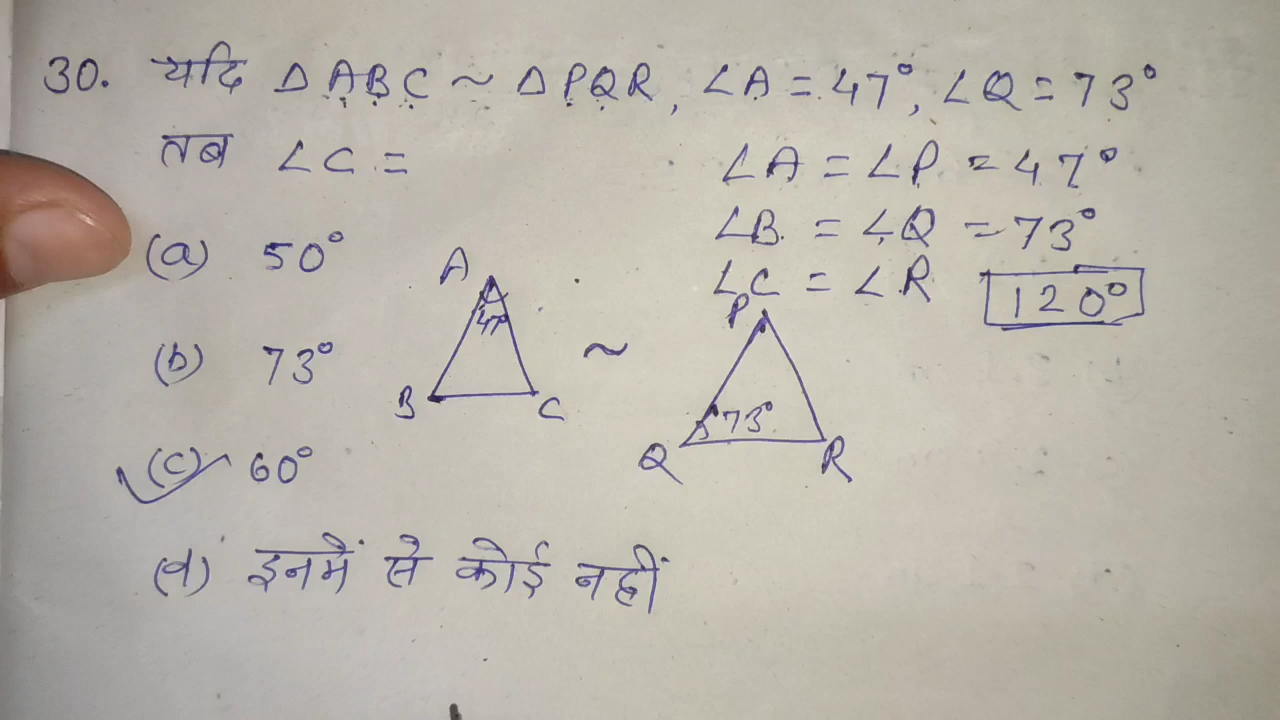 30. यदि △ABC ~ △PQR, ∠A = 47°, ∠Q = 73°
तब ∠C =
∠A = ∠P = 47°
∠B = ∠Q = 73°
∠C = ∠R
120°
(a) 50°
(b) 73°
(c) 60°
(d) इनमें से कोई नहीं
A
47°
B
C
~
P
73°
Q
R